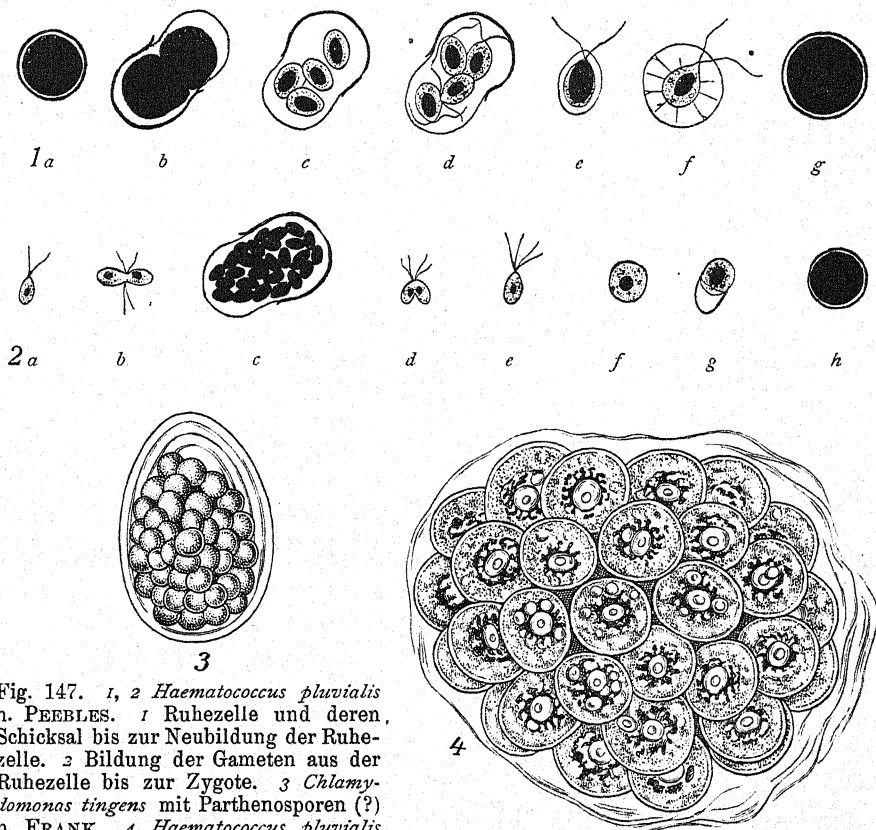 1a b c d e f g
2a b c d e f g h
3
4
Fig. 147. 1, 2 Haematococcus pluvialis
n. PEEBLES. 1 Ruhezelle und deren
Schicksal bis zur Neubildung der Ruhe-
zelle. 2 Bildung der Gameten aus der
Ruhezelle bis zur Zygote. 3 Chlamy-
domonas tingens mit Parthenosporen (?)
n. FRANK. 4 Haematococcus pluvialis